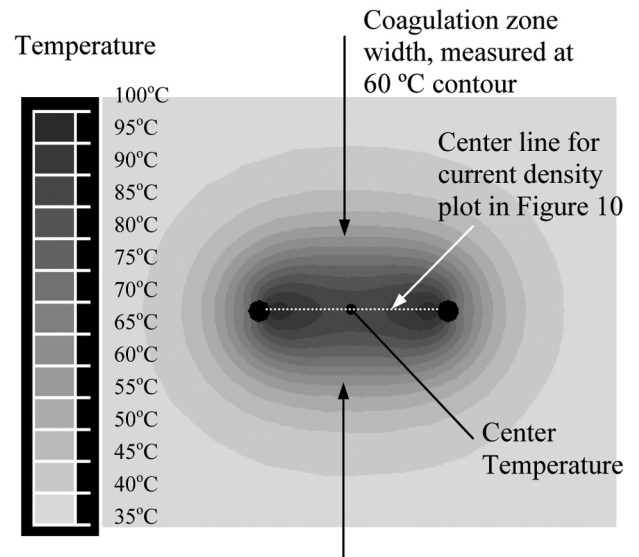 Coagulation zone
width, measured at
60 ºC contour
Temperature
100ºC
95ºC
90ºC
85ºC
80ºC
75ºC
70ºC
65ºC
60ºC
55ºC
50ºC
45ºC
40ºC
35ºC
Center line for
current density
plot in Figure 10
Center
Temperature